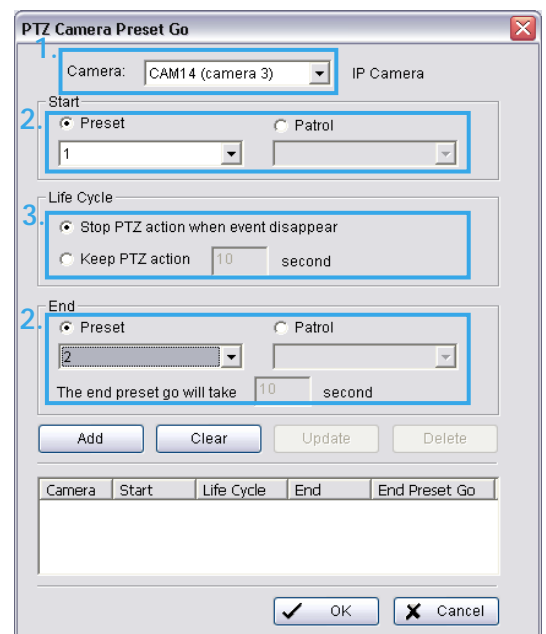 PTZ Camera Preset Go
1.
Camera: CAM14 (camera 3) IP Camera
Start
2.
Preset Patrol
1
Life Cycle
3.
Stop PTZ action when event disappear
Keep PTZ action 10 second
End
2.
Preset Patrol
2
The end preset go will take 10 second
Add Clear Update Delete
Camera Start Life Cycle End End Preset Go
OK Cancel